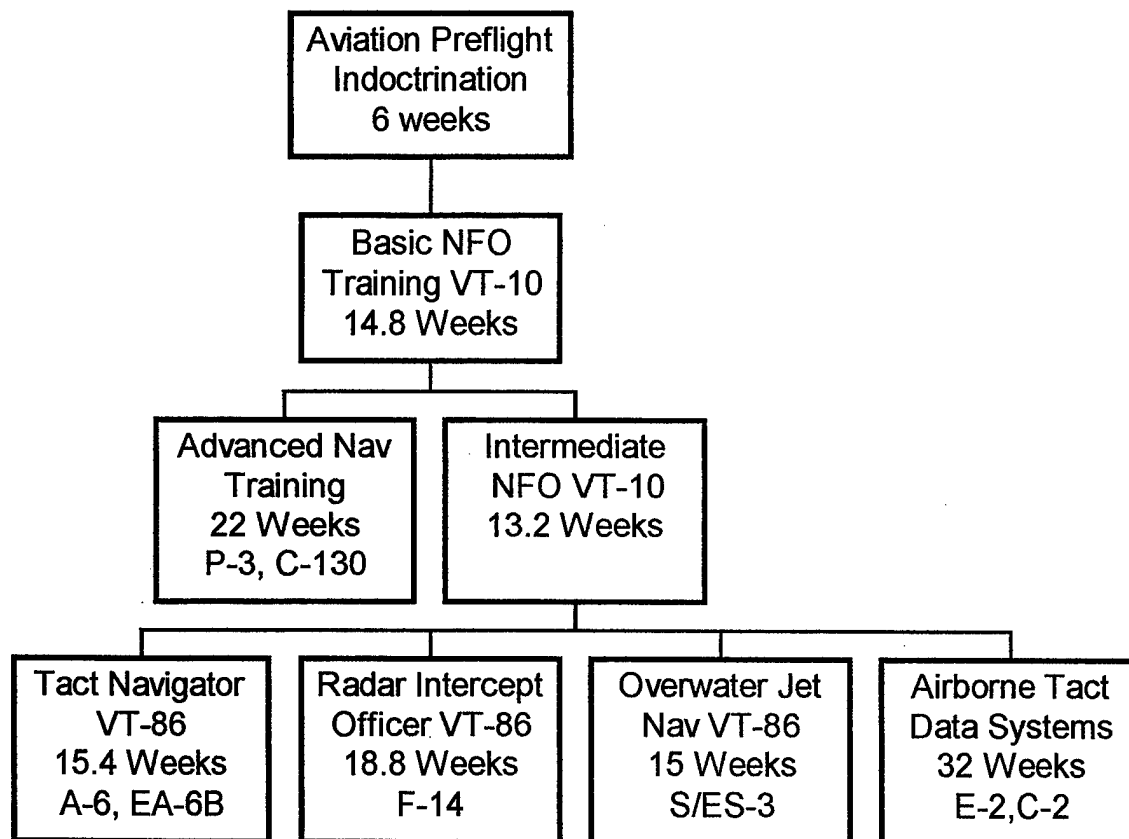 Aviation Preflight
Indoctrination
6 weeks
Basic NFO
Training VT-10
14.8 Weeks
Advanced Nav
Training
22 Weeks
P-3, C-130
Intermediate
NFO VT-10
13.2 Weeks
Tact Navigator
VT-86
15.4 Weeks
A-6, EA-6B
Radar Intercept
Officer VT-86
18.8 Weeks
F-14
Overwater Jet
Nav VT-86
15 Weeks
S/ES-3
Airborne Tact
Data Systems
32 Weeks
E-2,C-2